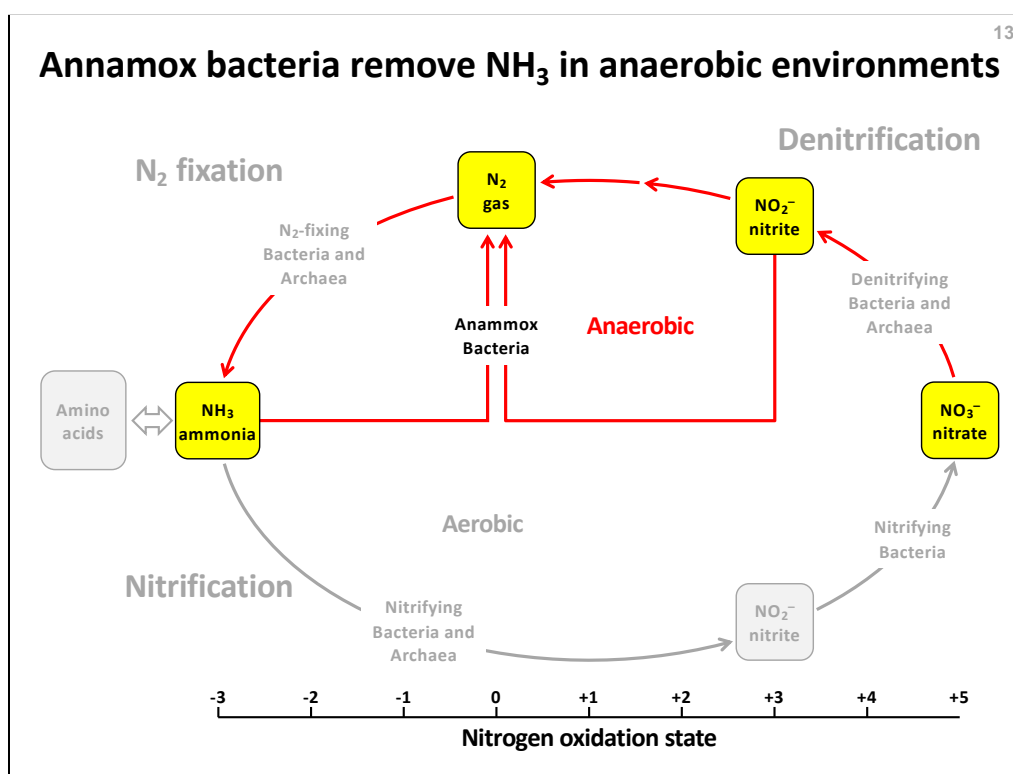 13
Annamox bacteria remove NH₃ in anaerobic environments
Denitrification
N₂ fixation
N₂
gas
NO₂⁻
nitrite
N₂-fixing
Bacteria and
Archaea
Denitrifying
Bacteria and
Archaea
Anammox
Bacteria
Anaerobic
Amino
acids
NH₃
ammonia
NO₃⁻
nitrate
Aerobic
Nitrifying
Bacteria
Nitrification
Nitrifying
Bacteria and
Archaea
NO₂⁻
nitrite
-3 -2 -1 0 +1 +2 +3 +4 +5
Nitrogen oxidation state